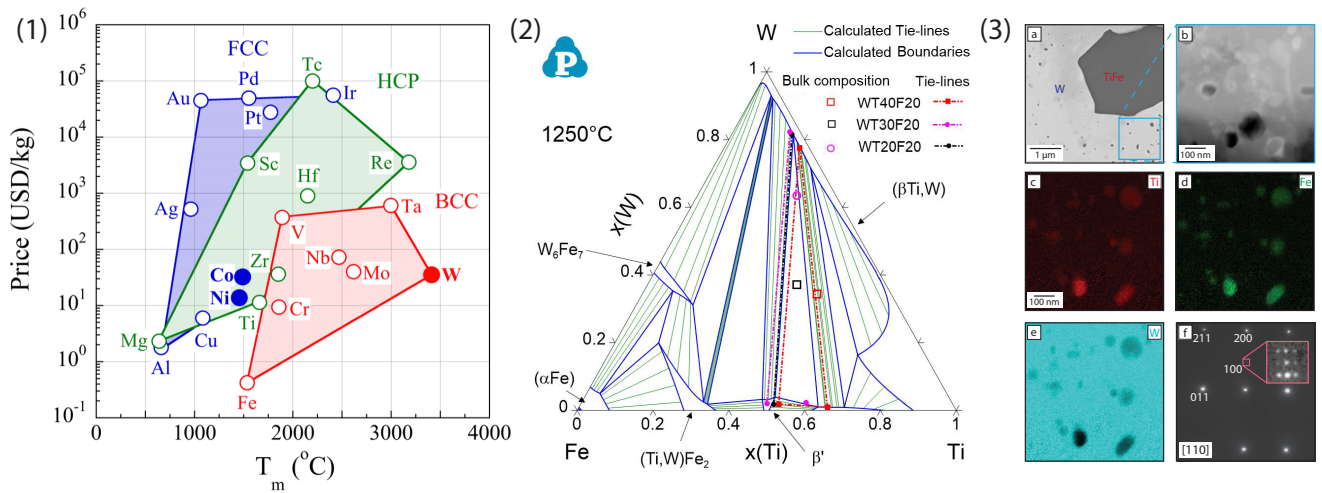 (1)
Price (USD/kg)
10^6
10^5
10^4
10^3
10^2
10^1
10^0
10^-1
0
1000
2000
3000
4000
T_m (°C)
FCC
HCP
BCC
Au
Pd
Pt
Tc
Ir
Sc
Hf
Re
Ag
V
Ta
Nb
Mo
W
Zr
Co
Ni
Ti
Cr
Cu
Mg
Al
Fe
(2)
P
1250°C
W
Calculated Tie-lines
Calculated Boundaries
Bulk composition
Tie-lines
WT40F20
WT30F20
WT20F20
1
0.8
0.6
0.4
0.2
0
x(W)
(βTi,W)
W6Fe7
(αFe)
0
0.2
0.4
0.6
0.8
1
Fe
(Ti,W)Fe2
x(Ti)
β'
Ti
(3)
a
W
TiFe
1 μm
b
100 nm
c
Ti
100 nm
d
Fe
e
W
f
211
200
100
011
[110]